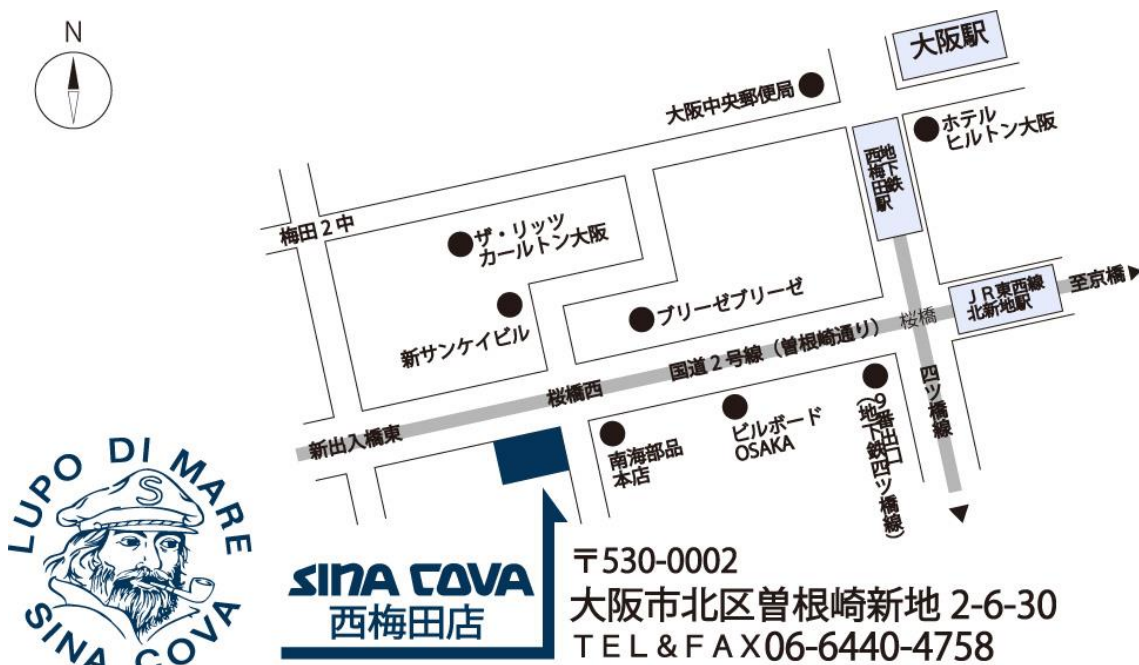 N
大阪駅
大阪中央郵便局
ホテル
ヒルトン大阪
地下鉄
西梅田駅
梅田2中
ザ・リッツ
カールトン大阪
新サンケイビル
ブリーゼブリーゼ
JR東西線
北新地駅
至京橋
桜橋
国道2号線（曽根崎通り）
桜橋西
新出入橋東
四ツ橋線
9番出口
（地下鉄四ツ橋線）
ビルボード
OSAKA
南海部品
本店
LUPO DI MARE
S
SINA COVA
SINA COVA
西梅田店
〒530-0002
大阪市北区曽根崎新地 2-6-30
TEL&FAX06-6440-4758